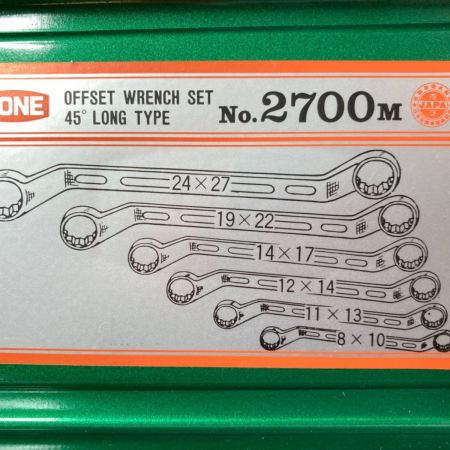 ONE
OFFSET WRENCH SET
45° LONG TYPE
No.2700M
JAPAN
24×27
19×22
14×17
12×14
11×13
8×10